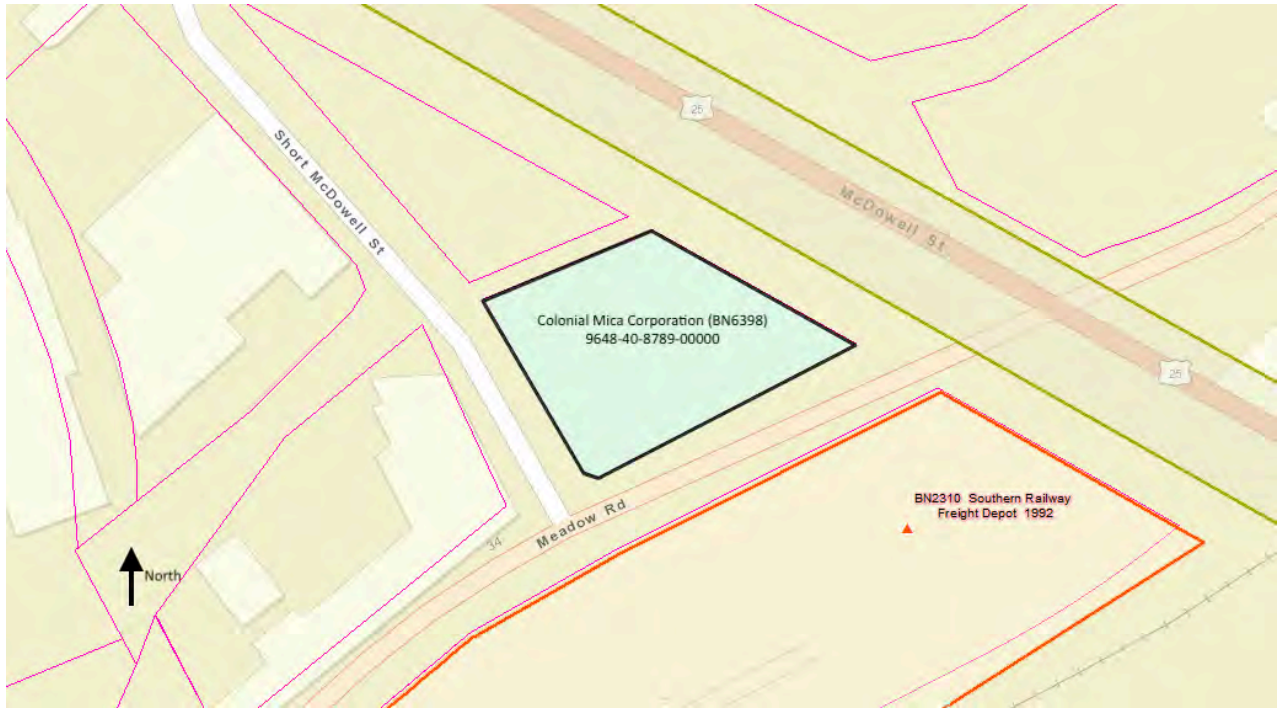 25
Short McDowell St
McDowell St
Colonial Mica Corporation (BN6398)
9648-40-8789-00000
25
BN2310 Southern Railway
Freight Depot 1992
Meadow Rd
34
North